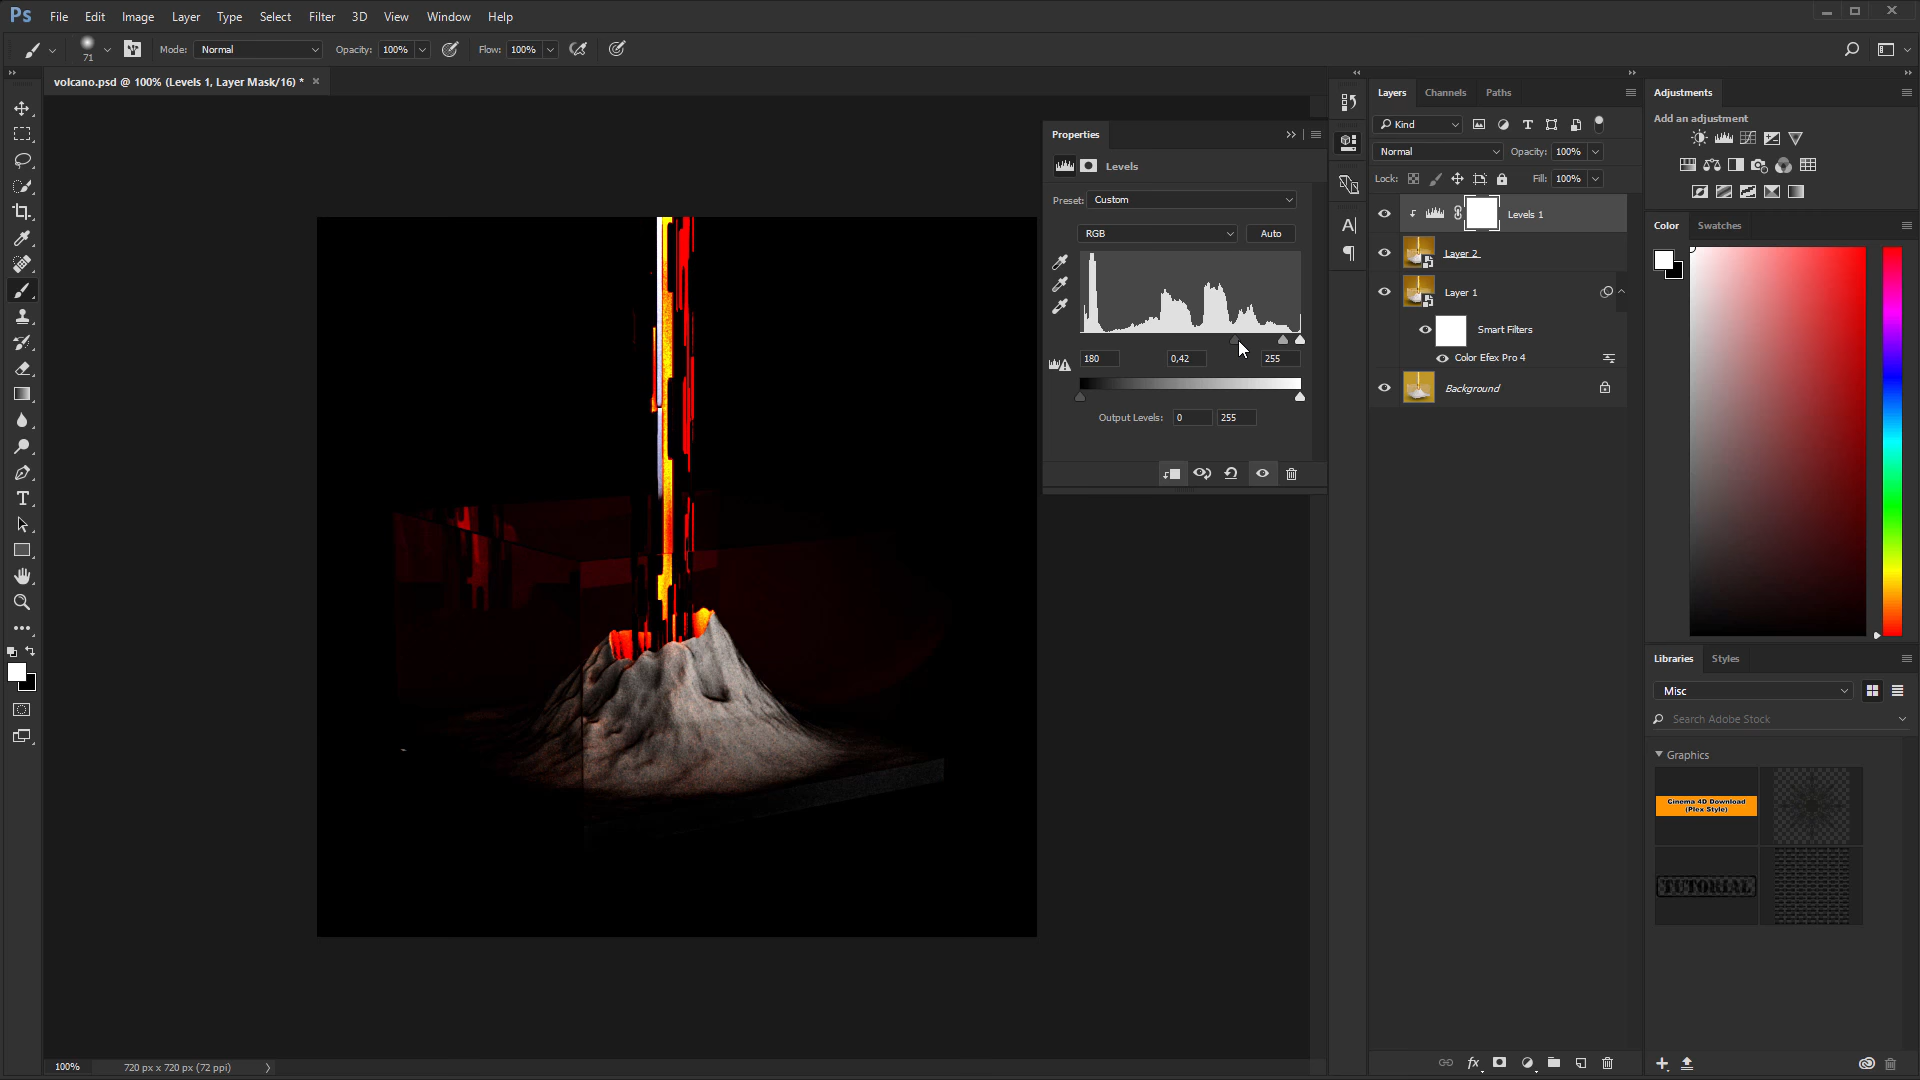 Ps File Edit Image Layer Type Select Filter 3D View Window Help
71 Mode: Normal Opacity: 100% Flow: 100%
volcano.psd @ 100% (Levels 1, Layer Mask/16) *
Properties
Levels
Preset: Custom
RGB Auto
180 0,42 255
Output Levels: 0 255
Layers Channels Paths
Kind
Normal Opacity: 100%
Lock: Fill: 100%
Levels 1
Layer 2
Layer 1
Smart Filters
Color Efex Pro 4
Background
Adjustments
Add an adjustment
Color Swatches
Libraries Styles
Misc
Search Adobe Stock
Graphics
Cinema 4D Download
(Plex Style)
TUTORIAL
100% 720 px x 720 px (72 ppi)